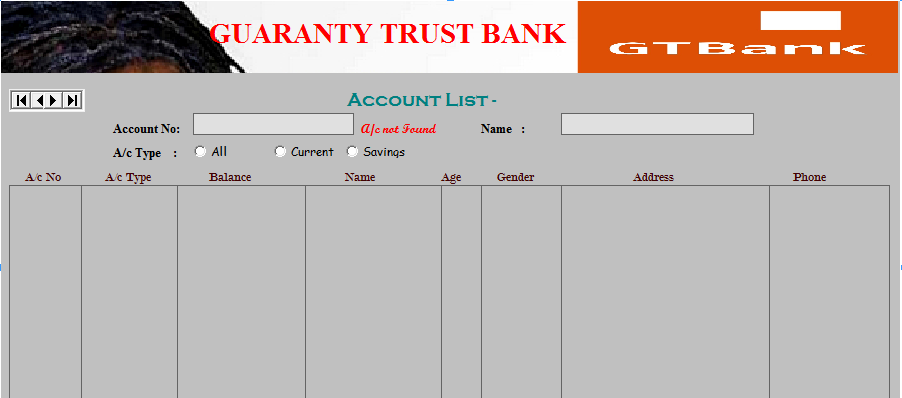 GUARANTY TRUST BANK
GTBank
Account List -
Account No: A/c not Found Name :
A/c Type : All Current Savings
A/c No A/c Type Balance Name Age Gender Address Phone